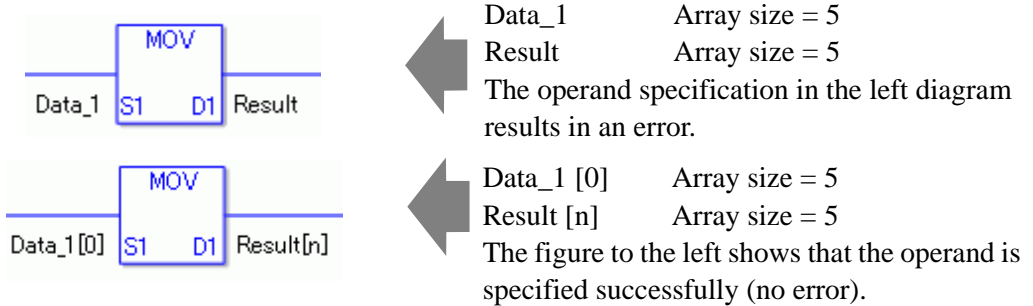 MOV
Data_1 S1 D1 Result
Data_1 Array size = 5
Result Array size = 5
The operand specification in the left diagram
results in an error.
MOV
Data_1[0] S1 D1 Result[n]
Data_1 [0] Array size = 5
Result [n] Array size = 5
The figure to the left shows that the operand is
specified successfully (no error).